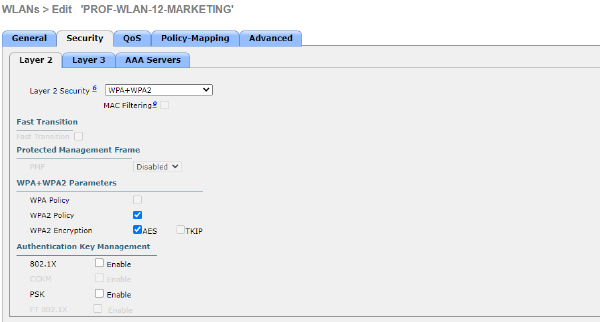 WLANs > Edit 'PROF-WLAN-12-MARKETING'
General Security QoS Policy-Mapping Advanced
Layer 2 Layer 3 AAA Servers
Layer 2 Security 6 WPA+WPA2
MAC Filtering 9
Fast Transition
Fast Transition
Protected Management Frame
PMF Disabled
WPA+WPA2 Parameters
WPA Policy
WPA2 Policy
WPA2 Encryption AES TKIP
Authentication Key Management
802.1X Enable
CCKM Enable
PSK Enable
FT 802.1X Enable